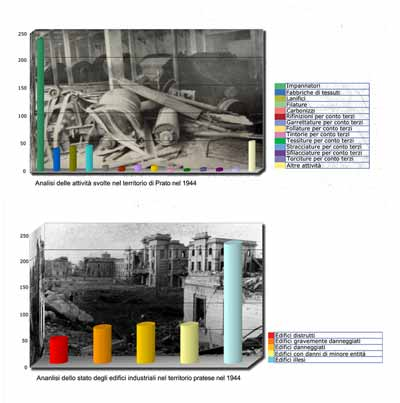 250
200
150
100
50
0
Impannatori
Fabbriche di tessuti
Lanifici
Filature
Carbonizzi
Rifinizioni per conto terzi
Garrettature per conto terzi
Follature per conto terzi
Tintorie per conto terzi
Tessiture per conto terzi
Stracciature per conto terzi
Sfilacciature per conto terzi
Torciture per conto terzi
Altre attività
Analisi delle attività svolte nel territorio di Prato nel 1944
250
200
150
100
50
0
Edifici distrutti
Edifici gravemente danneggiati
Edifici danneggiati
Edifici con danni di minore entità
Edifici illesi
Ananlisi dello stato degli edifici industriali nel territorio pratese nel 1944